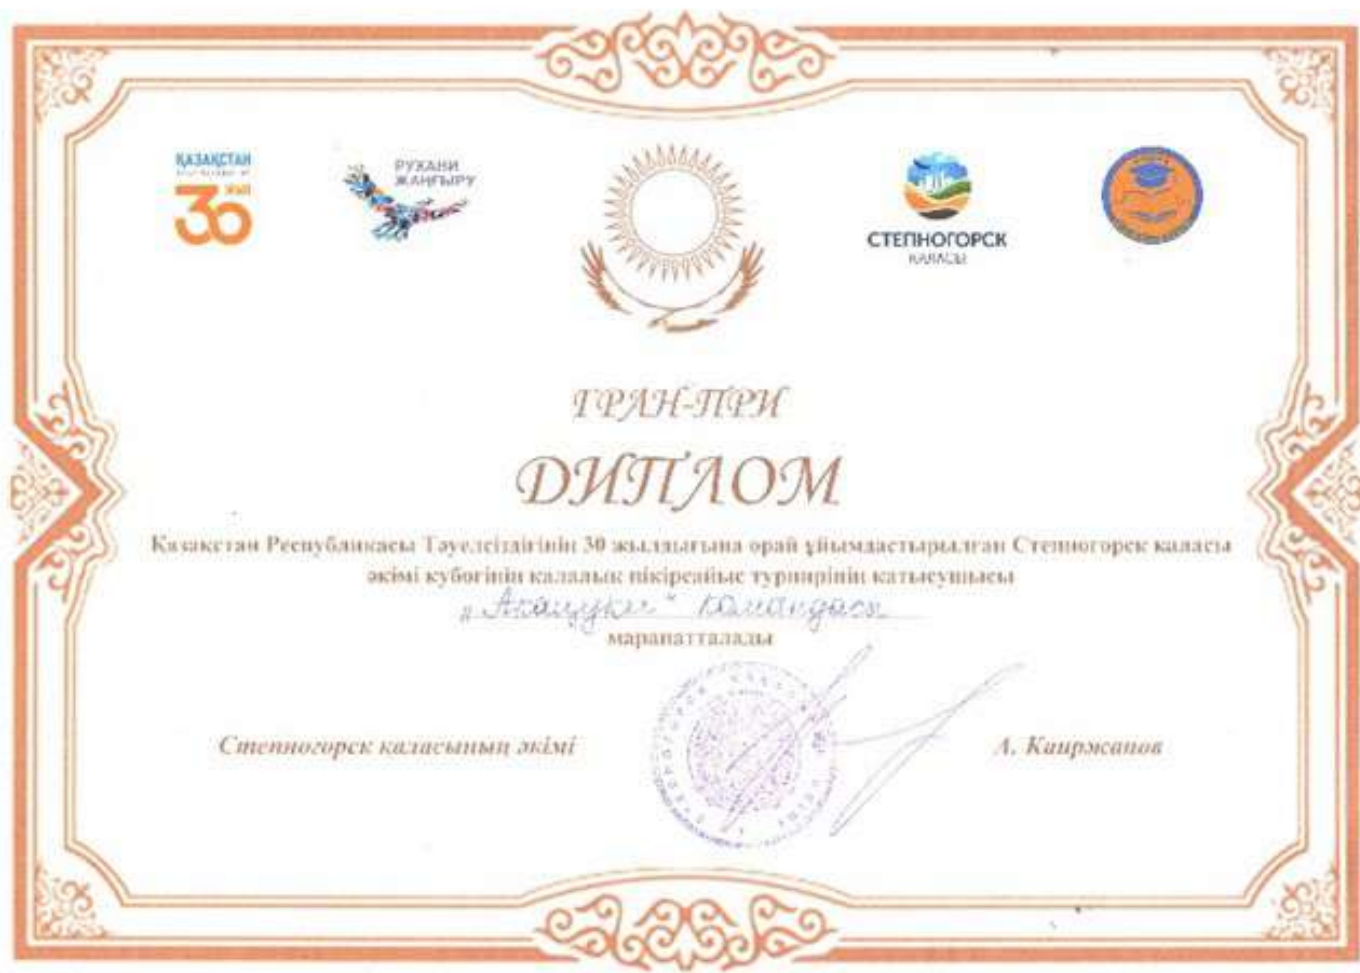 ҚАЗАҚСТАН
30
ЖЫЛ
РУХАНИ
ЖАҢҒЫРУ
СТЕПНОГОРСК
ҚАЛАСЫ
ГРАН-ПРИ
ДИПЛОМ
Қазақстан Республикасы Тәуелсіздігінің 30 жылдығына орай ұйымдастырылған Степногорск қаласы
әкімі кубогінің қалалық пікірсайыс турнирінің қатысушысы
командасы
марапатталады
Степногорск қаласының әкімі
А. Каиржанов